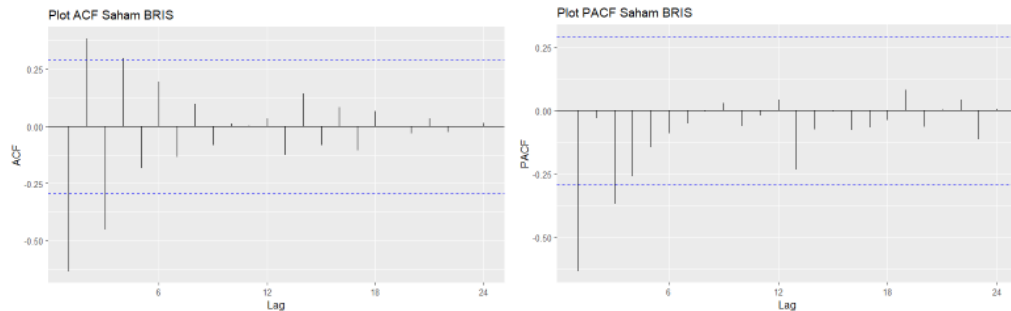 Plot ACF Saham BRIS
0.25
0.00
-0.25
-0.50
ACF
6
12
18
24
Lag
Plot PACF Saham BRIS
0.25
0.00
-0.25
-0.50
PACF
6
12
18
24
Lag